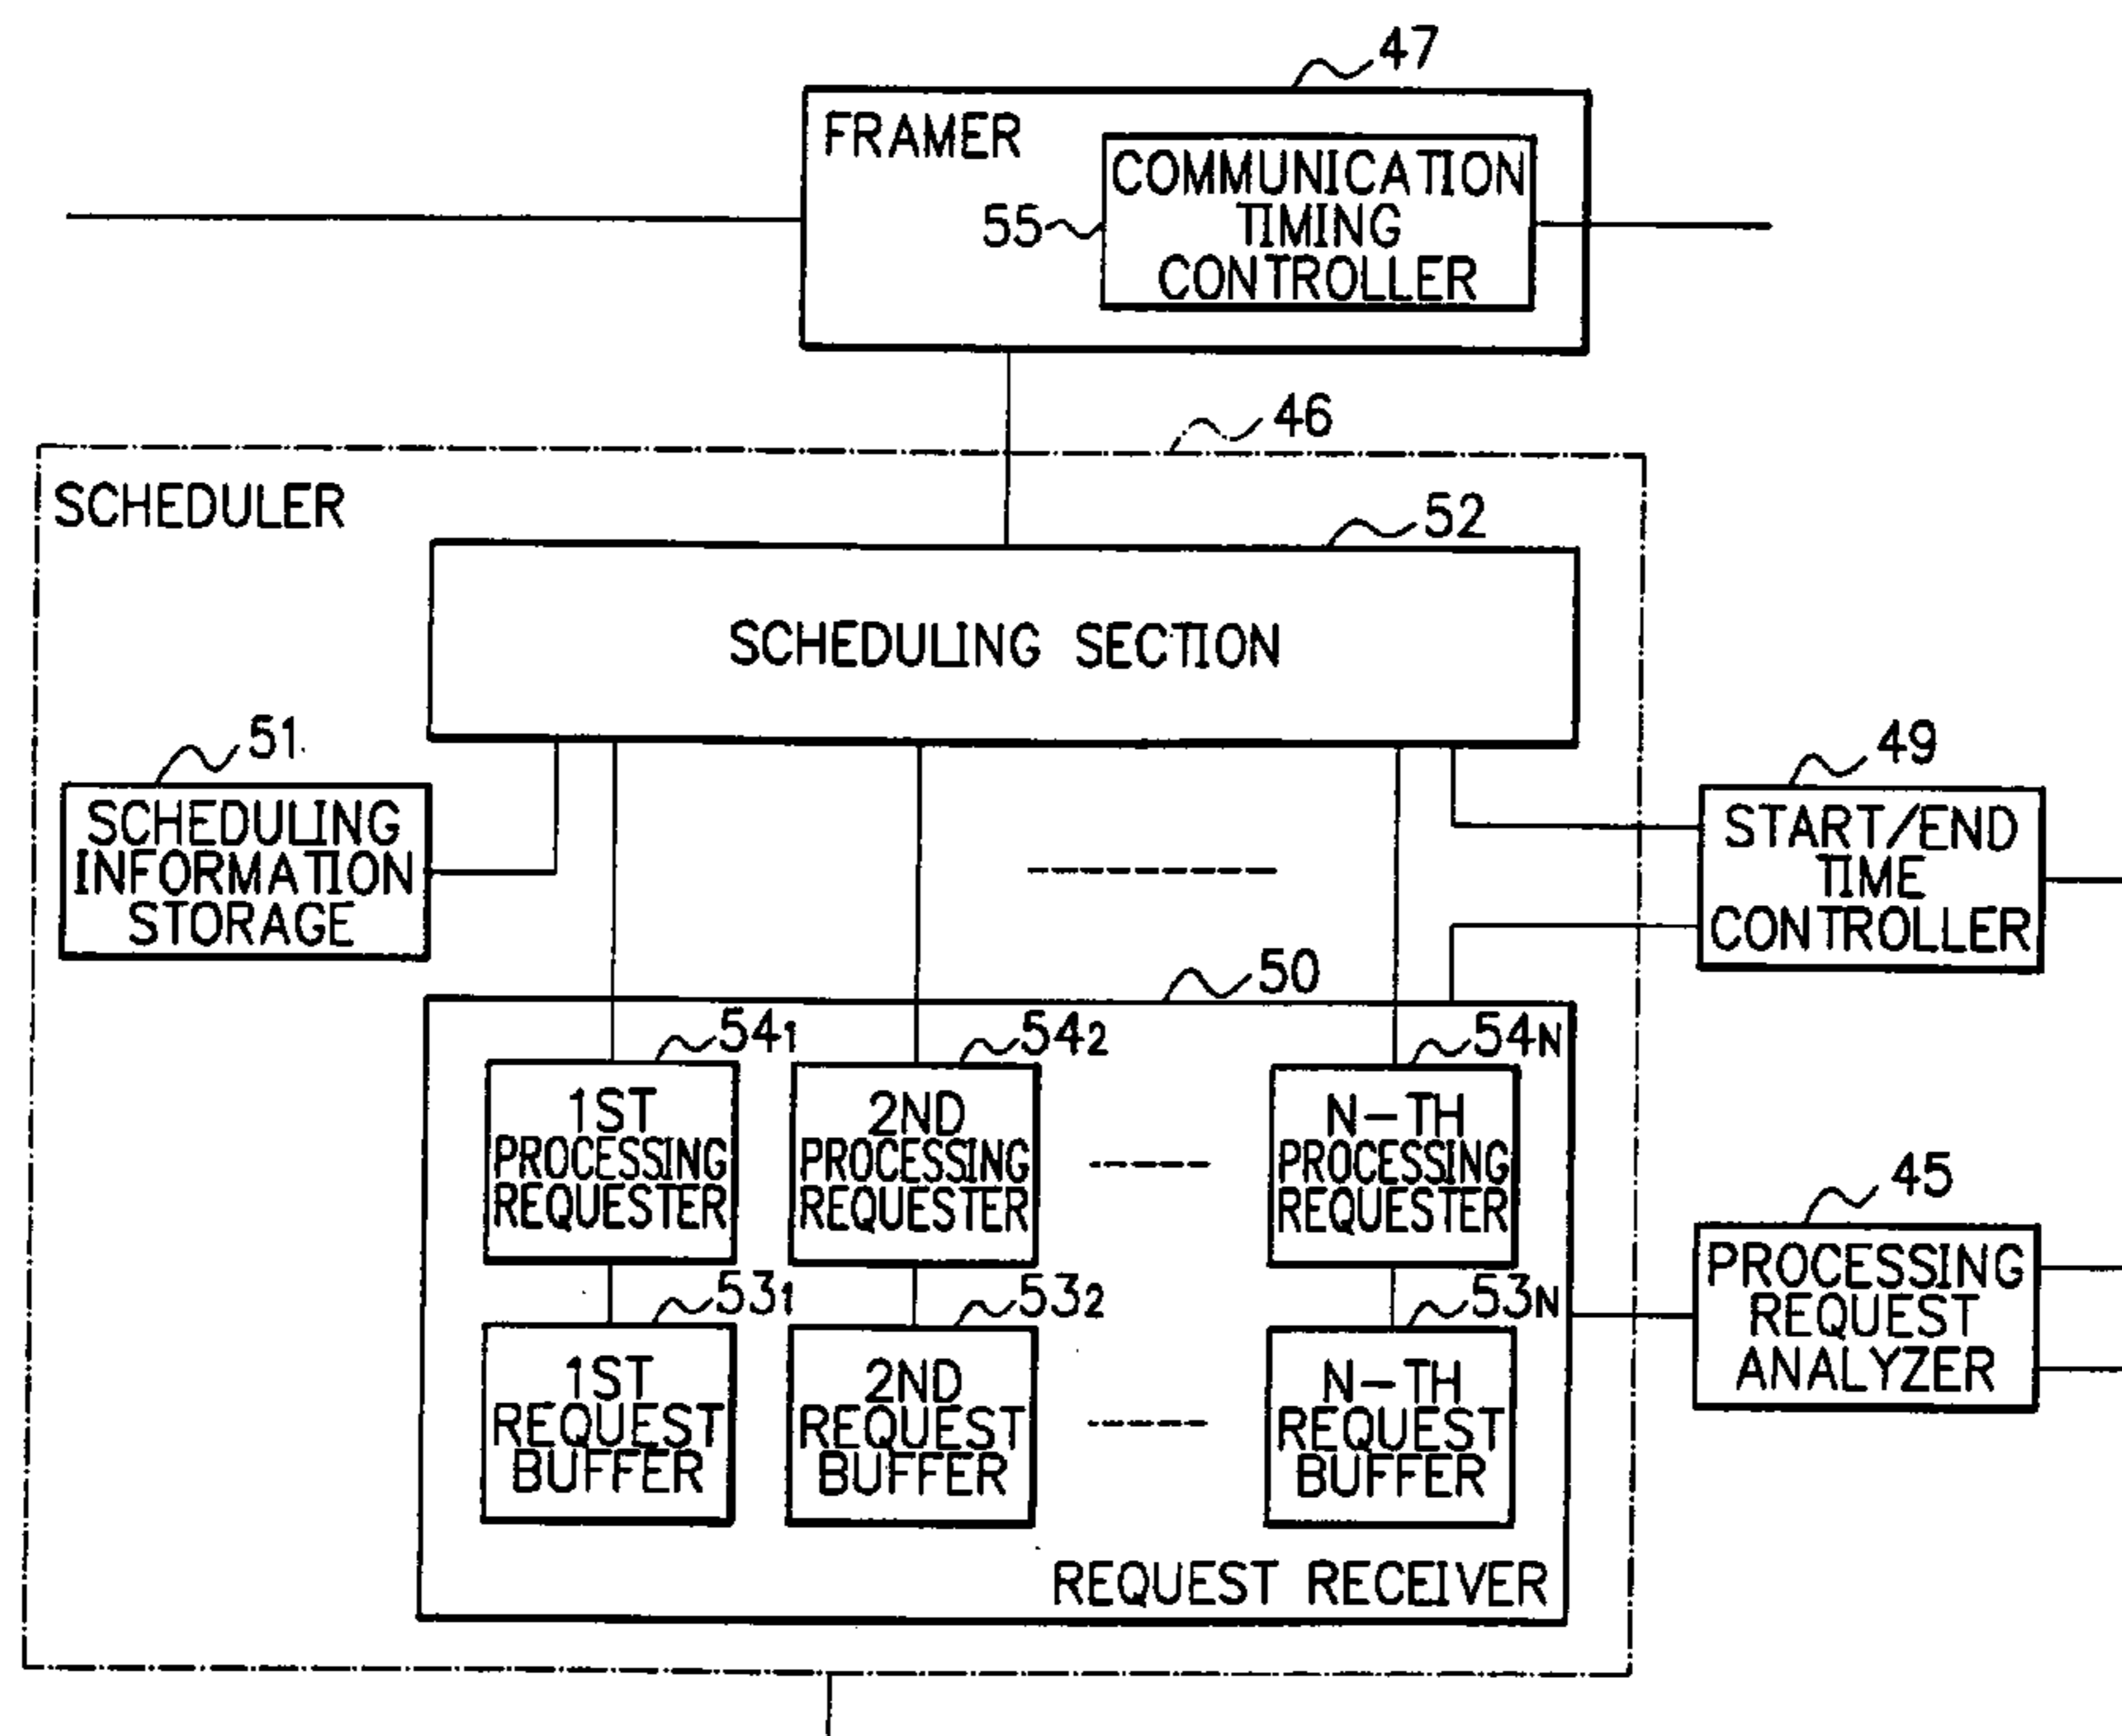 47
FRAMER
COMMUNICATION
TIMING
CONTROLLER
55
46
SCHEDULER
52
SCHEDULING SECTION
51
SCHEDULING
INFORMATION
STORAGE
49
START/END
TIME
CONTROLLER
50
541
1ST
PROCESSING
REQUESTER
542
2ND
PROCESSING
REQUESTER
54N
N-TH
PROCESSING
REQUESTER
45
PROCESSING
REQUEST
ANALYZER
531
1ST
REQUEST
BUFFER
532
2ND
REQUEST
BUFFER
53N
N-TH
REQUEST
BUFFER
REQUEST RECEIVER